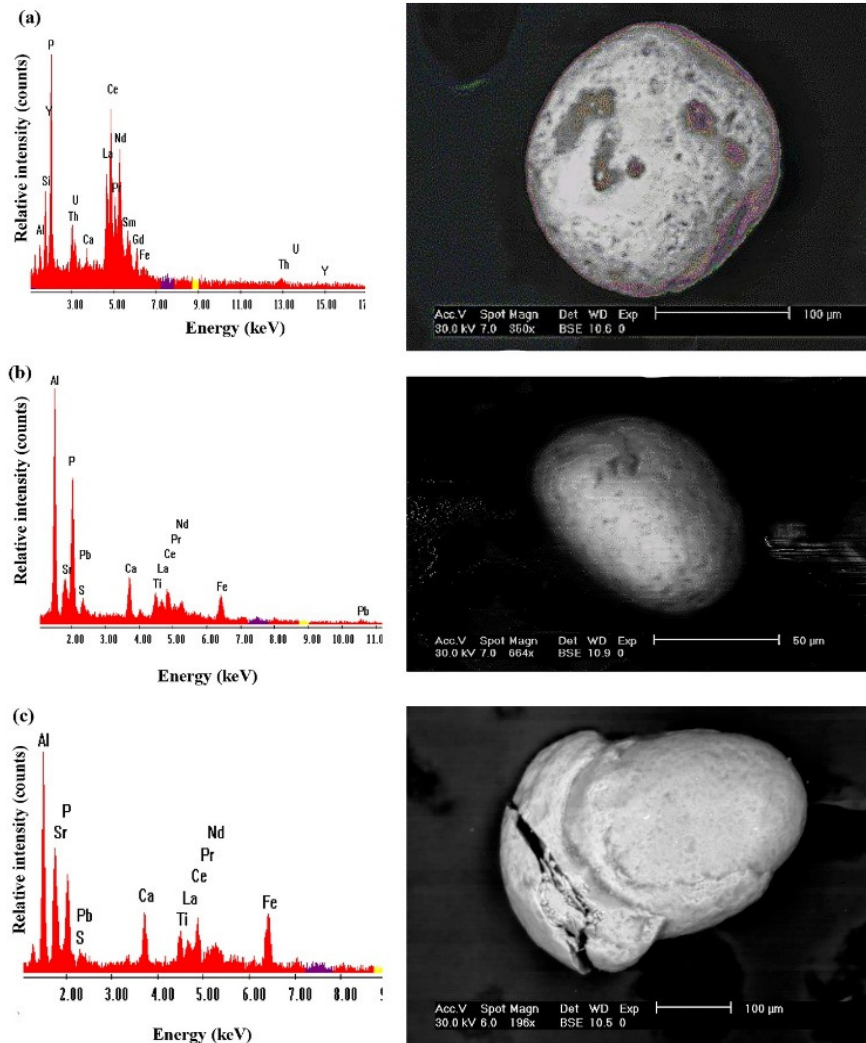 (a)
Relative intensity (counts)
P
Y
Si
Al
U
Th
Ca
Ce
La
Nd
Pr
Sm
Gd
Fe
U
Th
Y
3.00 5.00 7.00 9.00 11.00 13.00 15.00 17
Energy (keV)
Acc.V Spot Magn Det WD Exp
30.0 kV 7.0 350x BSE 10.6 0
100 µm
(b)
Relative intensity (counts)
Al
P
Sr
Pb
S
Ca
Nd
Pr
Ce
La
Ti
Fe
Pb
2.00 3.00 4.00 5.00 6.00 7.00 8.00 9.00 10.00 11.0
Energy (keV)
Acc.V Spot Magn Det WD Exp
30.0 kV 7.0 664x BSE 10.9 0
50 µm
(c)
Relative intensity (counts)
Al
P
Sr
Pb
S
Ca
Nd
Pr
Ce
La
Ti
Fe
2.00 3.00 4.00 5.00 6.00 7.00 8.00 9
Energy (keV)
Acc.V Spot Magn Det WD Exp
30.0 kV 6.0 196x BSE 10.5 0
100 µm